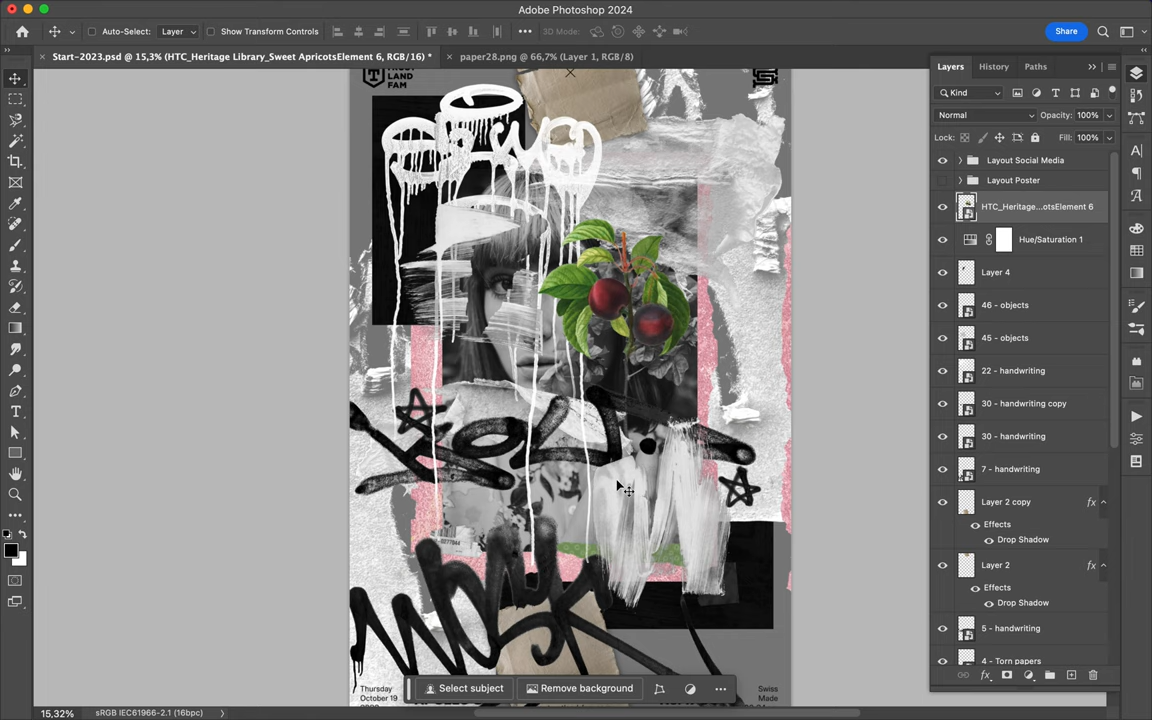 Adobe Photoshop 2024
Auto-Select: Layer Show Transform Controls 3D Mode: Share
Start-2023.psd @ 15,3% (HTC_Heritage Library_Sweet ApricotsElement 6, RGB/16) *
paper28.png @ 66,7% (Layer 1, RGB/8)
Layers History Paths
Kind
Normal Opacity: 100%
Lock: Fill: 100%
Layout Social Media
Layout Poster
HTC_Heritage...otsElement 6
Hue/Saturation 1
Layer 4
46 - objects
45 - objects
22 - handwriting
30 - handwriting copy
30 - handwriting
7 - handwriting
Layer 2 copy fx
Effects
Drop Shadow
Layer 2 fx
Effects
Drop Shadow
5 - handwriting
4 - Torn papers
LAND
FAM
Thursday
October 19
Swiss
Made
Select subject Remove background
15,32% sRGB IEC61966-2.1 (16bpc)